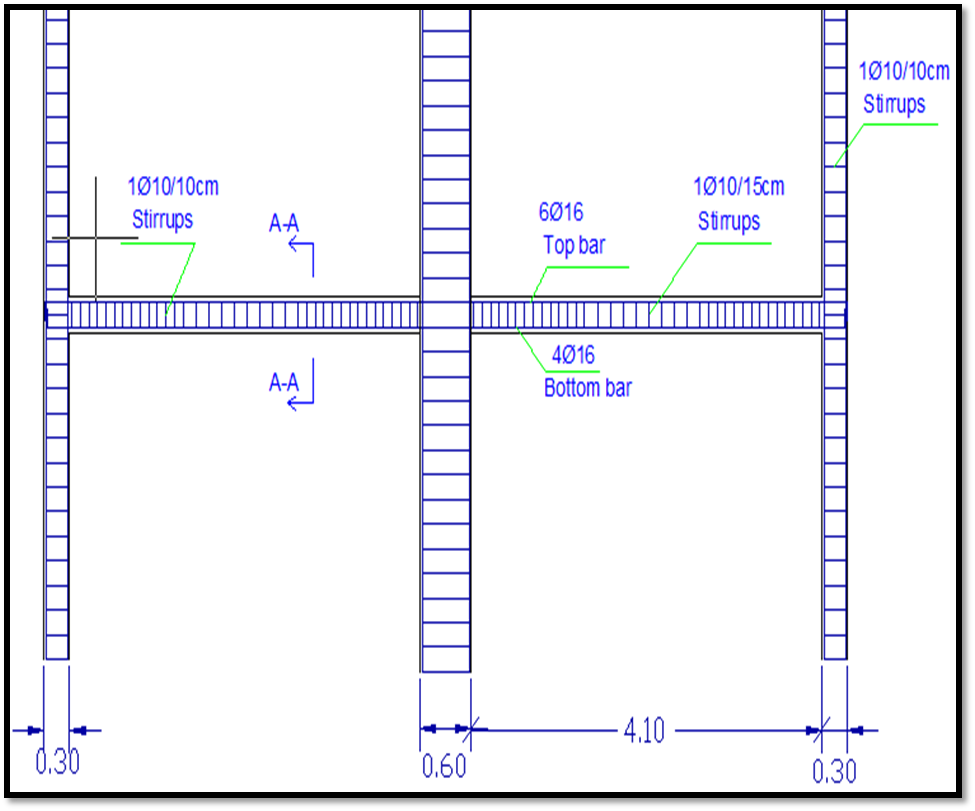 1Ø10/10cm
Stirrups
1Ø10/10cm
Stirrups
A-A
6Ø16
Top bar
1Ø10/15cm
Stirrups
4Ø16
Bottom bar
A-A
4.10
0.30
0.60
0.30